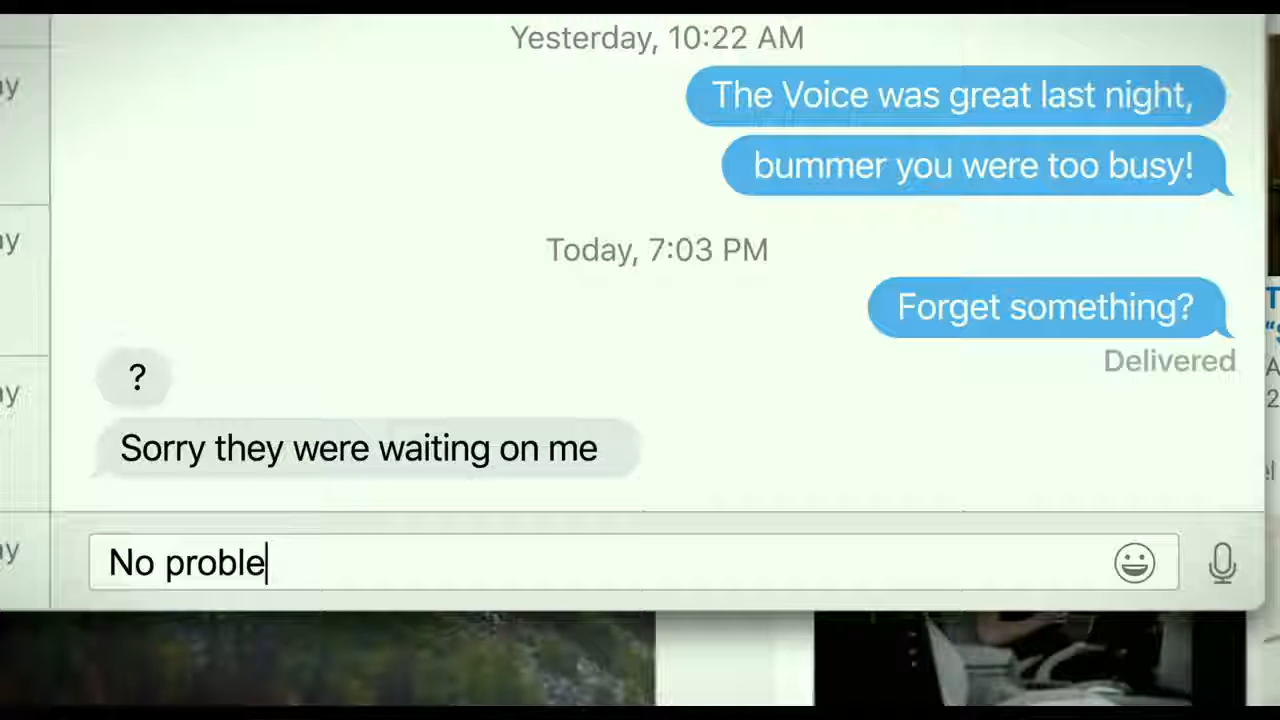 Yesterday, 10:22 AM
The Voice was great last night,
bummer you were too busy!
Today, 7:03 PM
Forget something?
Delivered
?
Sorry they were waiting on me
No proble